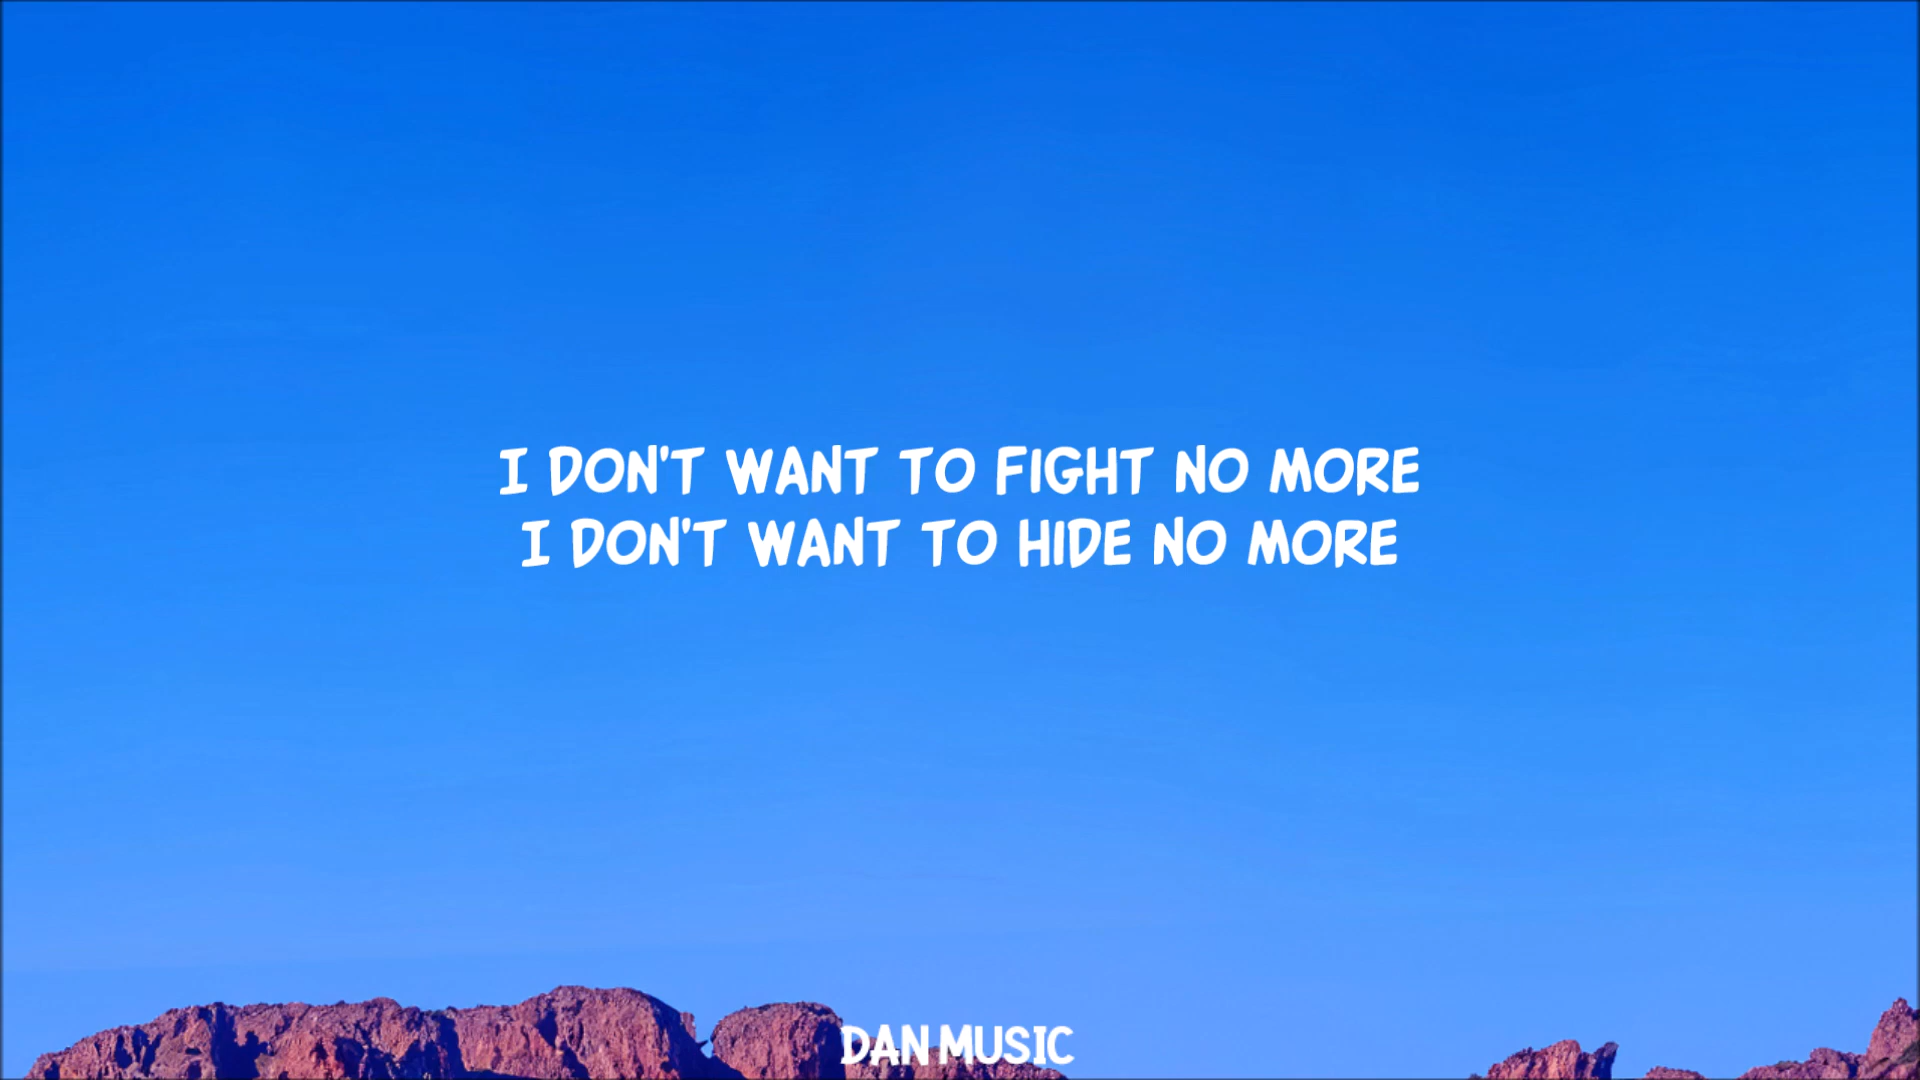 I DON'T WANT TO FIGHT NO MORE
I DON'T WANT TO HIDE NO MORE
DAN MUSIC